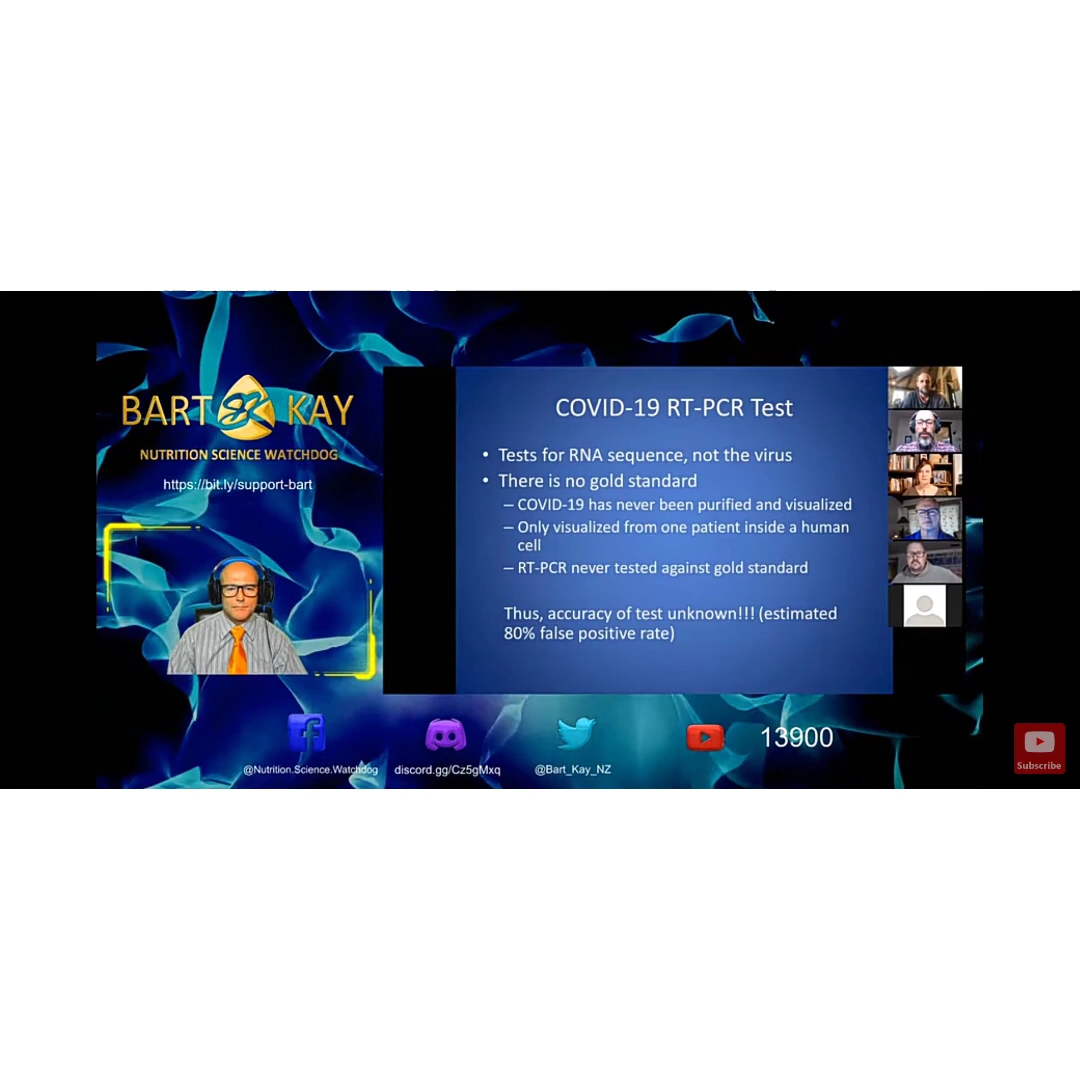 BART KAY
NUTRITION SCIENCE WATCHDOG
https://bit.ly/support-bart
COVID-19 RT-PCR Test
• Tests for RNA sequence, not the virus
• There is no gold standard
– COVID-19 has never been purified and visualized
– Only visualized from one patient inside a human
cell
– RT-PCR never tested against gold standard
Thus, accuracy of test unknown!!! (estimated
80% false positive rate)
13900
@Nutrition.Science.Watchdog
discord.gg/Cz5gMxq
@Bart_Kay_NZ
Subscribe